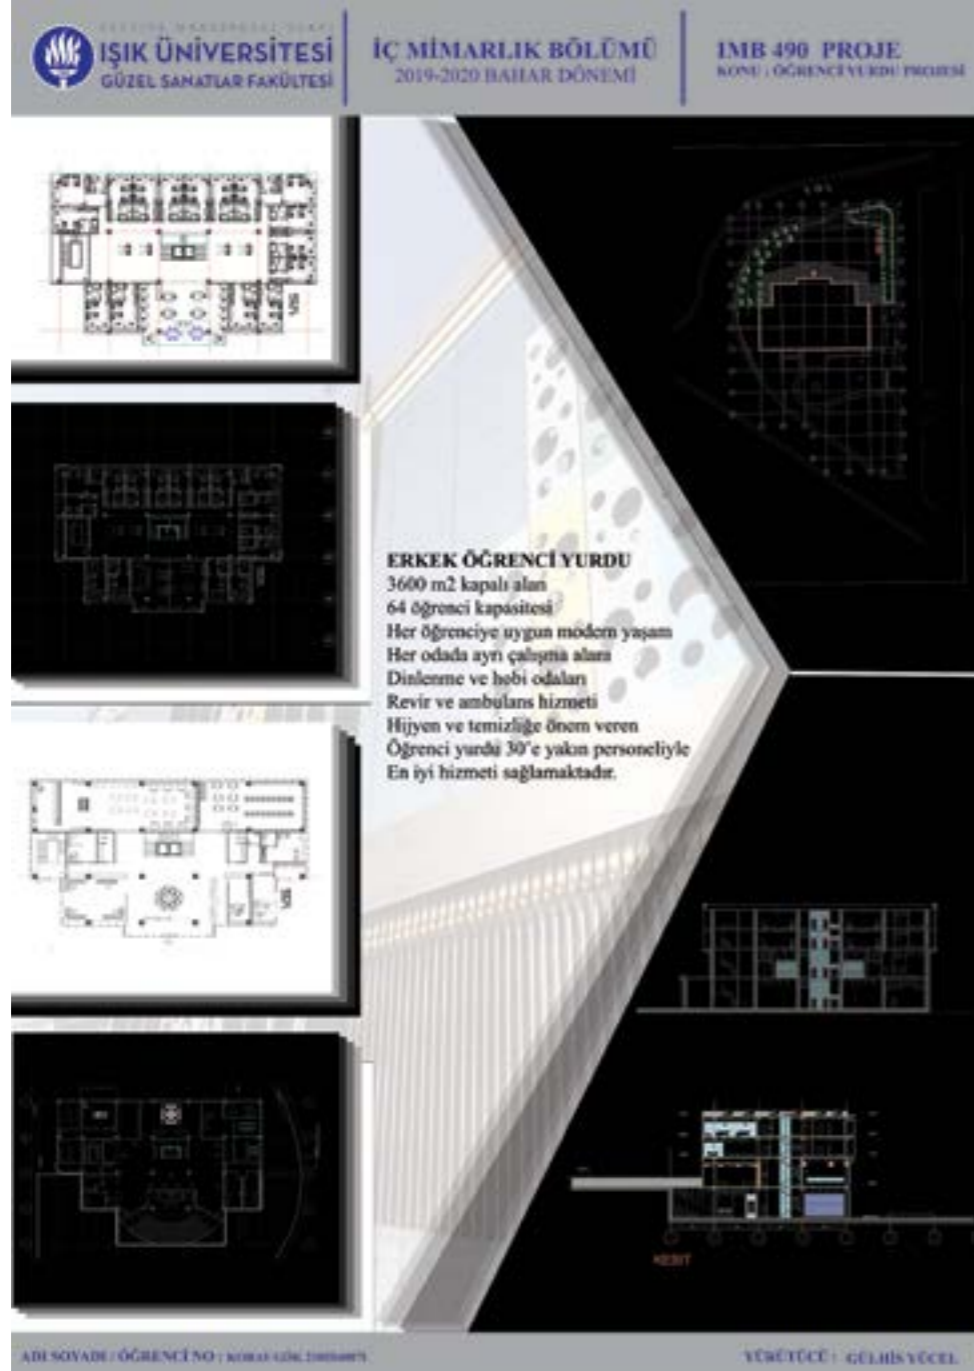 IŞIK ÜNİVERSİTESİ
GÜZEL SANATLAR FAKÜLTESİ
İÇ MİMARLIK BÖLÜMÜ
2019-2020 BAHAR DÖNEMİ
IMB 490 PROJE
KONU : ÖĞRENCİ YURDU PROJESİ
ERKEK ÖĞRENCİ YURDU
3600 m2 kapalı alan
64 öğrenci kapasitesi
Her öğrenciye uygun modern yaşam
Her odada ayrı çalışma alanı
Dinlenme ve hobi odaları
Revir ve ambulans hizmeti
Hijyen ve temizliğe önem veren
Öğrenci yurdu 30'e yakın personeliyle
En iyi hizmeti sağlamaktadır.
KESİT
ADI SOYADI / ÖĞRENCİ NO :
YÜRÜTÜCÜ : GÜLHİS YÜCEL